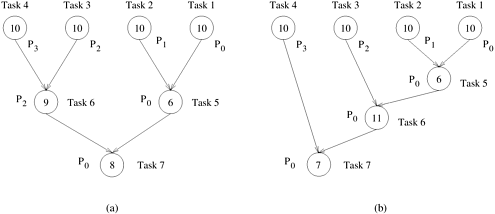 Task 4 Task 3 Task 2 Task 1 Task 4 Task 3 Task 2 Task 1
10 10 10 10 10 10 10 10
P3 P2 P1 P0 P3 P2 P1 P0
P0 6 Task 5
P2 9 Task 6 P0 6 Task 5
P0 11 Task 6
P0 8 Task 7 P0 7 Task 7
(a) (b)